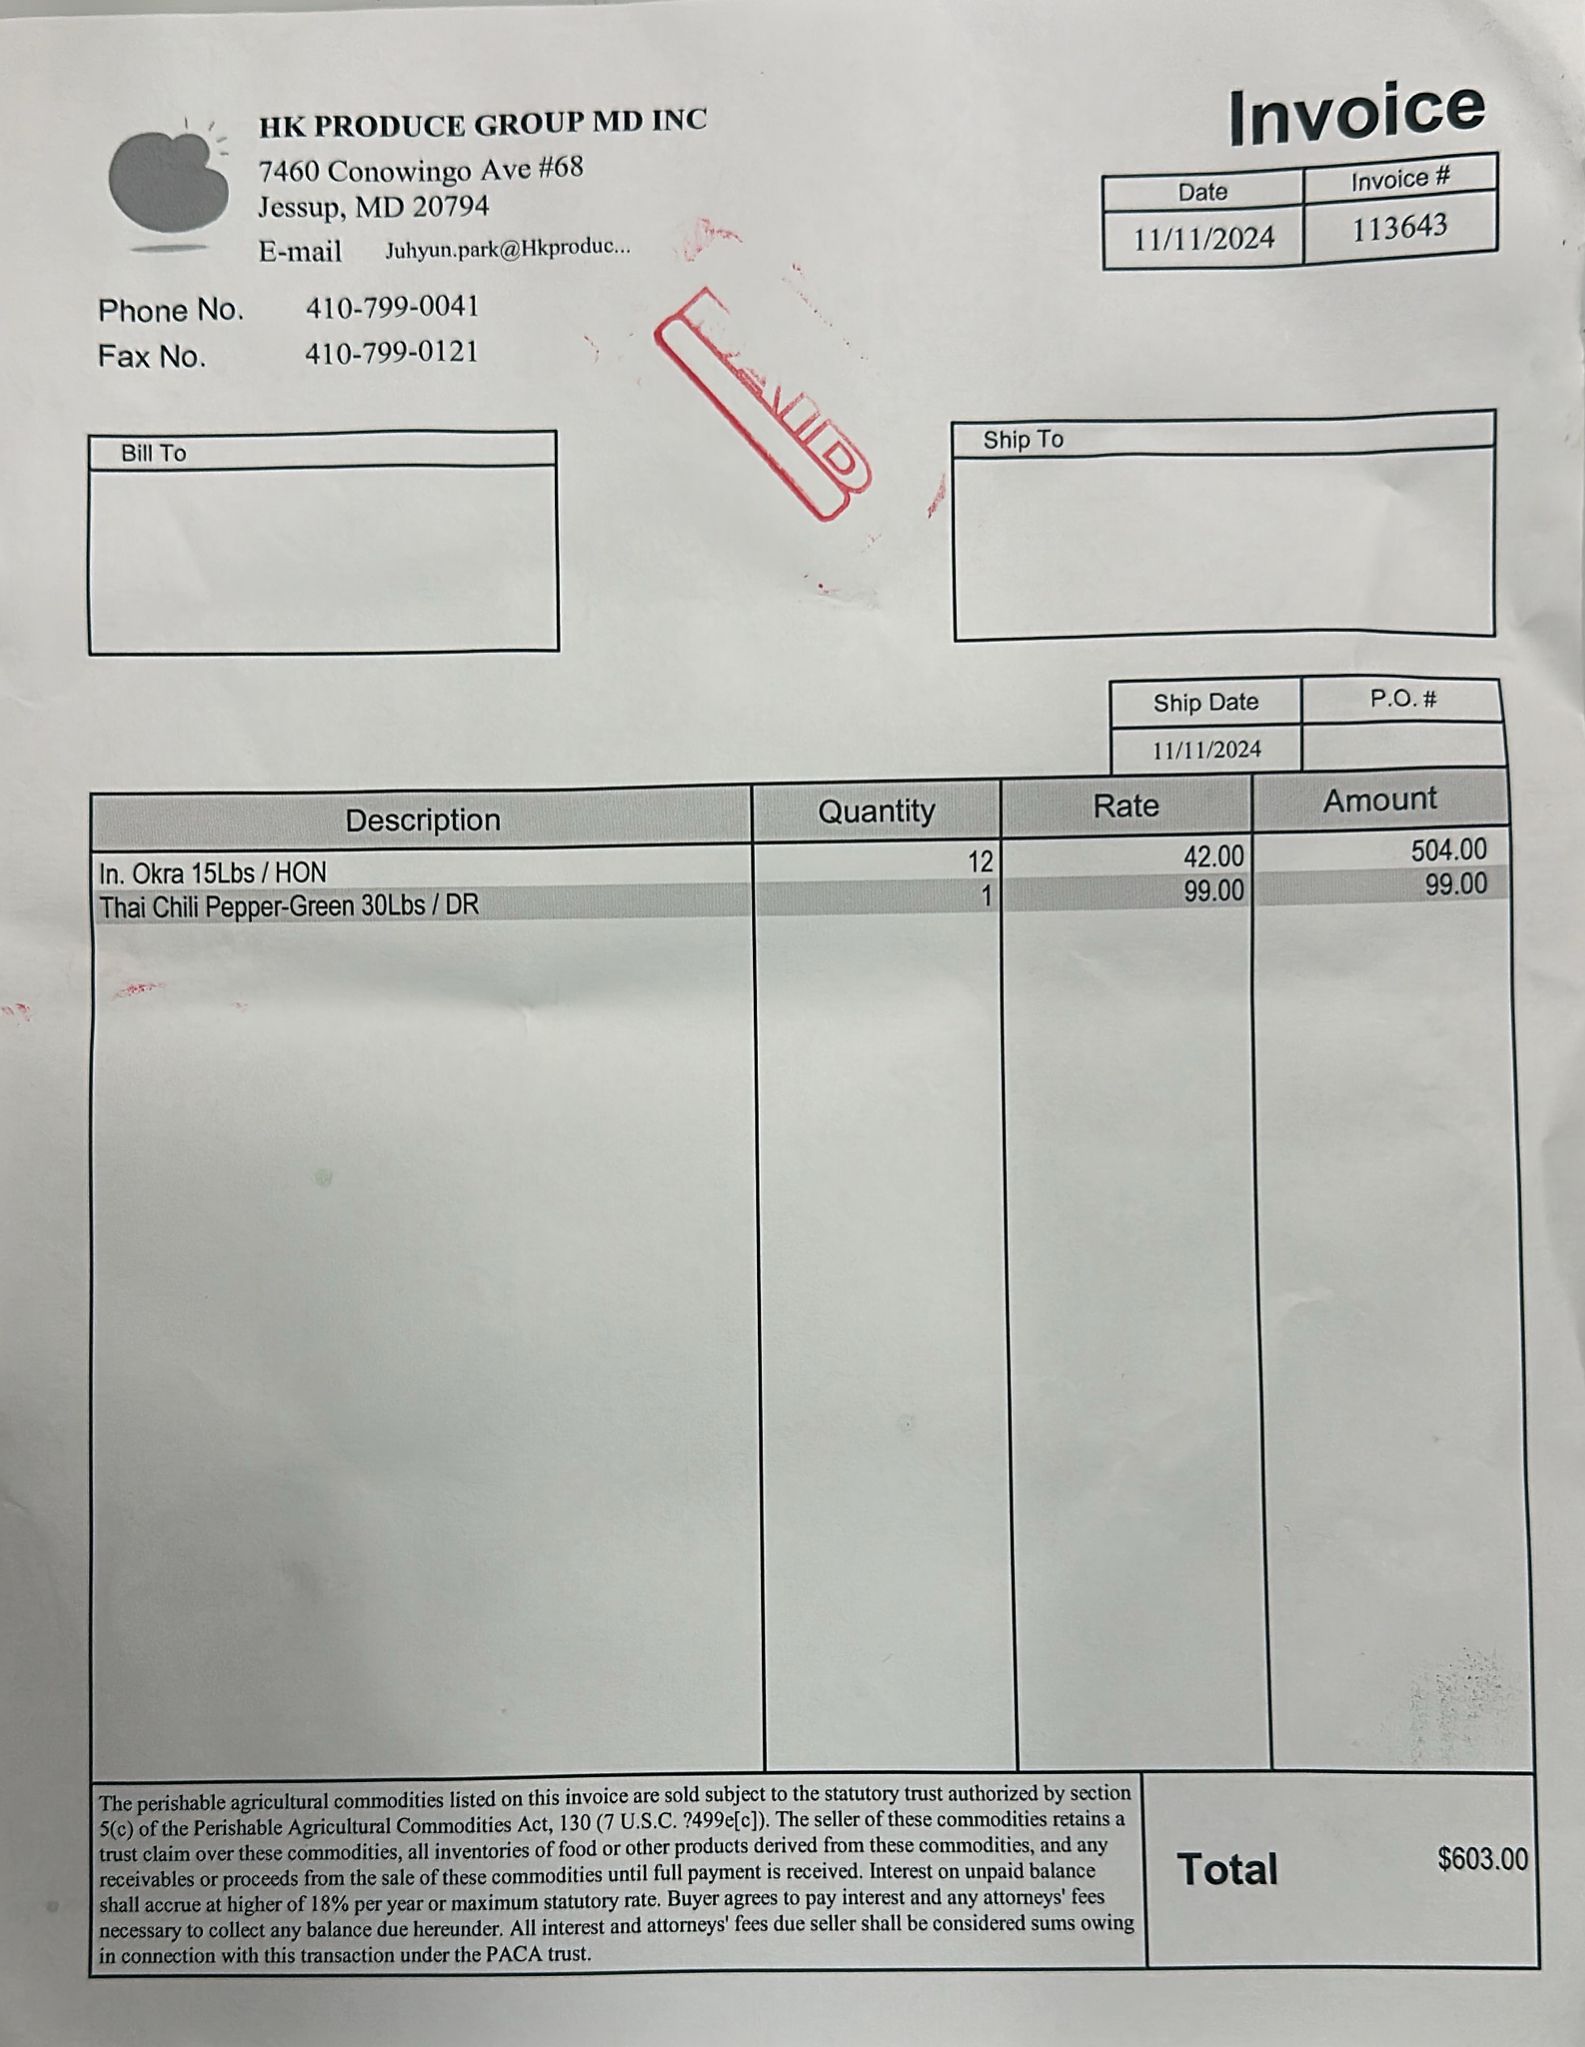 HK PRODUCE GROUP MD INC
7460 Conowingo Ave #68
Jessup, MD 20794
E-mail Juhyun.park@Hkproduc...
Phone No. 410-799-0041
Fax No. 410-799-0121
Invoice
Date Invoice #
11/11/2024 113643
PAID
Bill To
Ship To
Ship Date P.O. #
11/11/2024
Description Quantity Rate Amount
In. Okra 15Lbs / HON 12 42.00 504.00
Thai Chili Pepper-Green 30Lbs / DR 1 99.00 99.00
The perishable agricultural commodities listed on this invoice are sold subject to the statutory trust authorized by section
5(c) of the Perishable Agricultural Commodities Act, 130 (7 U.S.C. ?499e[c]). The seller of these commodities retains a
trust claim over these commodities, all inventories of food or other products derived from these commodities, and any
receivables or proceeds from the sale of these commodities until full payment is received. Interest on unpaid balance
shall accrue at higher of 18% per year or maximum statutory rate. Buyer agrees to pay interest and any attorneys' fees
necessary to collect any balance due hereunder. All interest and attorneys' fees due seller shall be considered sums owing
in connection with this transaction under the PACA trust.
Total $603.00